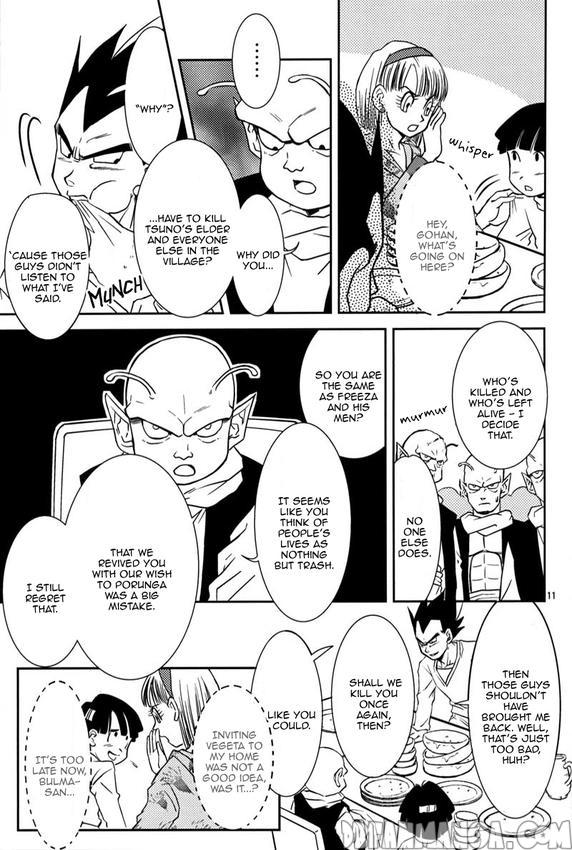 whisper
HEY,
GOHAN,
WHAT'S
GOING ON
HERE?
......
WHY DID
YOU...
...HAVE TO KILL
TSUNO'S ELDER
AND EVERYONE
ELSE IN THE
VILLAGE?
"WHY"?
'CAUSE THOSE
GUYS DIDN'T
LISTEN TO
WHAT I'VE
SAID.
MUNCH
WHO'S
KILLED AND
WHO'S LEFT
ALIVE – I
DECIDE
THAT.
murmur
NO
ONE
ELSE
DOES.
SO YOU ARE
THE SAME
AS FREEZA
AND HIS
MEN?
IT SEEMS
LIKE YOU
THINK OF
PEOPLE'S
LIVES AS
NOTHING
BUT TRASH.
THAT WE
REVIVED YOU
WITH OUR WISH
TO PORUNGA
WAS A BIG
MISTAKE.
I STILL
REGRET
THAT.
11
THEN
THOSE GUYS
SHOULDN'T
HAVE
BROUGHT ME
BACK. WELL,
THAT'S JUST
TOO BAD,
HUH?
SHALL WE
KILL YOU
ONCE
AGAIN,
THEN?
LIKE YOU
COULD.
INVITING
VEGETA TO
MY HOME
WAS NOT
A GOOD
IDEA,
WAS IT...?
IT'S TOO
LATE NOW,
BULMA-
SAN...
DBFANMANGA.COM